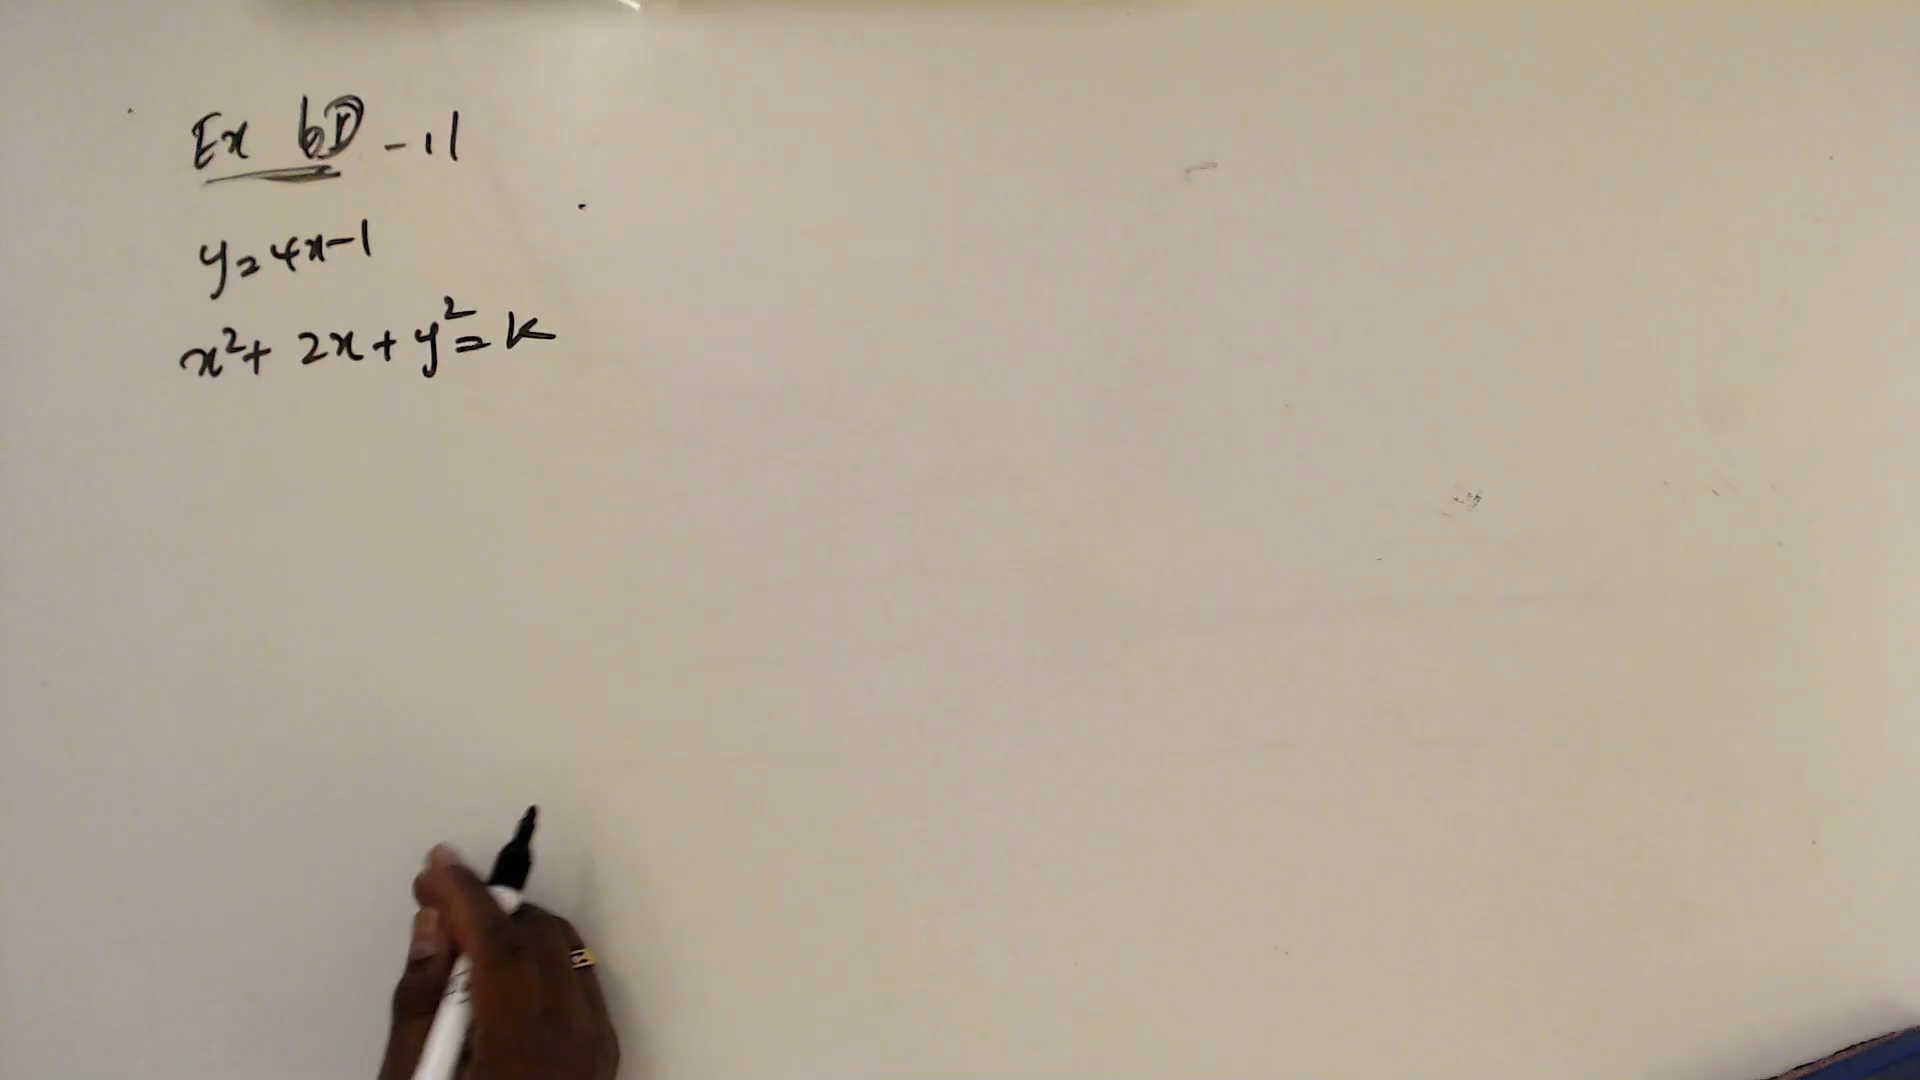 Ex 6D - 11
y = 4x - 1
x² + 2x + y² = k